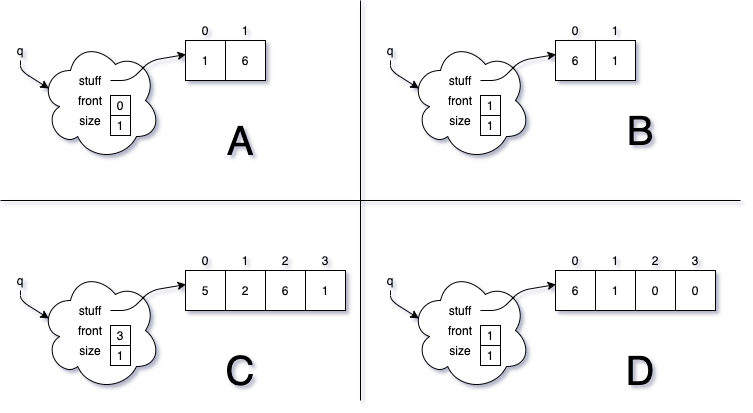 0 1
q
stuff 1 6
front 0
size 1
A
0 1
q
stuff 6 1
front 1
size 1
B
0 1 2 3
q
stuff 5 2 6 1
front 3
size 1
C
0 1 2 3
q
stuff 6 1 0 0
front 1
size 1
D